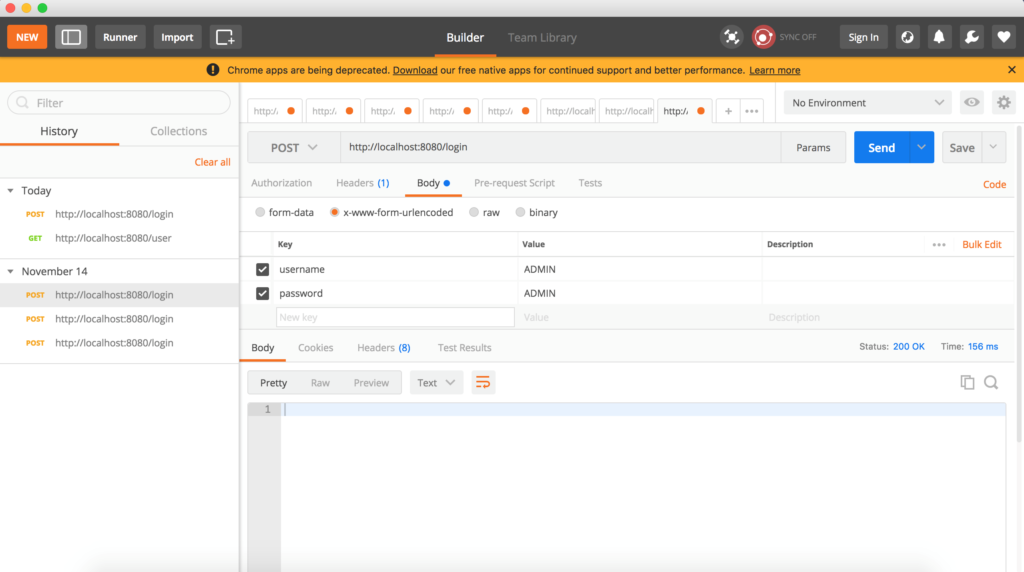 NEW Runner Import Builder Team Library SYNC OFF Sign In
! Chrome apps are being deprecated. Download our free native apps for continued support and better performance. Learn more ×
Filter
History Collections
Clear all
Today
POST http://localhost:8080/login
GET http://localhost:8080/user
November 14
POST http://localhost:8080/login
POST http://localhost:8080/login
POST http://localhost:8080/login
http:/ http:/ http:/ http:/ http:/ http://localh http://localh http:/ + ••• No Environment
POST http://localhost:8080/login Params Send Save
Authorization Headers (1) Body Pre-request Script Tests Code
form-data x-www-form-urlencoded raw binary
Key Value Description ••• Bulk Edit
username ADMIN
password ADMIN
New key Value Description
Body Cookies Headers (8) Test Results Status: 200 OK Time: 156 ms
Pretty Raw Preview Text
1